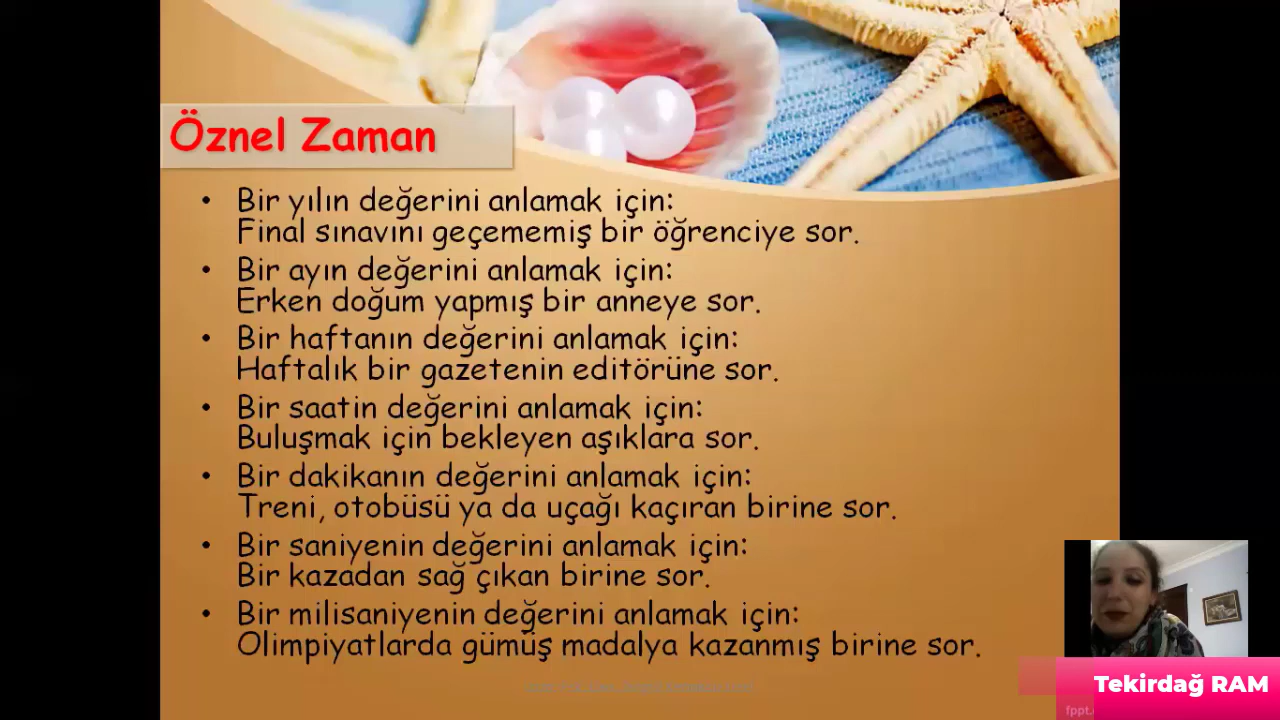 Öznel Zaman
• Bir yılın değerini anlamak için:
Final sınavını geçememiş bir öğrenciye sor.
• Bir ayın değerini anlamak için:
Erken doğum yapmış bir anneye sor.
• Bir haftanın değerini anlamak için:
Haftalık bir gazetenin editörüne sor.
• Bir saatin değerini anlamak için:
Buluşmak için bekleyen aşıklara sor.
• Bir dakikanın değerini anlamak için:
Treni, otobüsü ya da uçağı kaçıran birine sor.
• Bir saniyenin değerini anlamak için:
Bir kazadan sağ çıkan birine sor.
• Bir milisaniyenin değerini anlamak için:
Olimpiyatlarda gümüş madalya kazanmış birine sor.
Tekirdağ RAM
fppt.